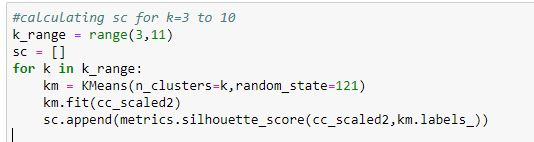 #calculating sc for k=3 to 10
k_range = range(3,11)
sc = []
for k in k_range:
    km = KMeans(n_clusters=k,random_state=121)
    km.fit(cc_scaled2)
    sc.append(metrics.silhouette_score(cc_scaled2,km.labels_))